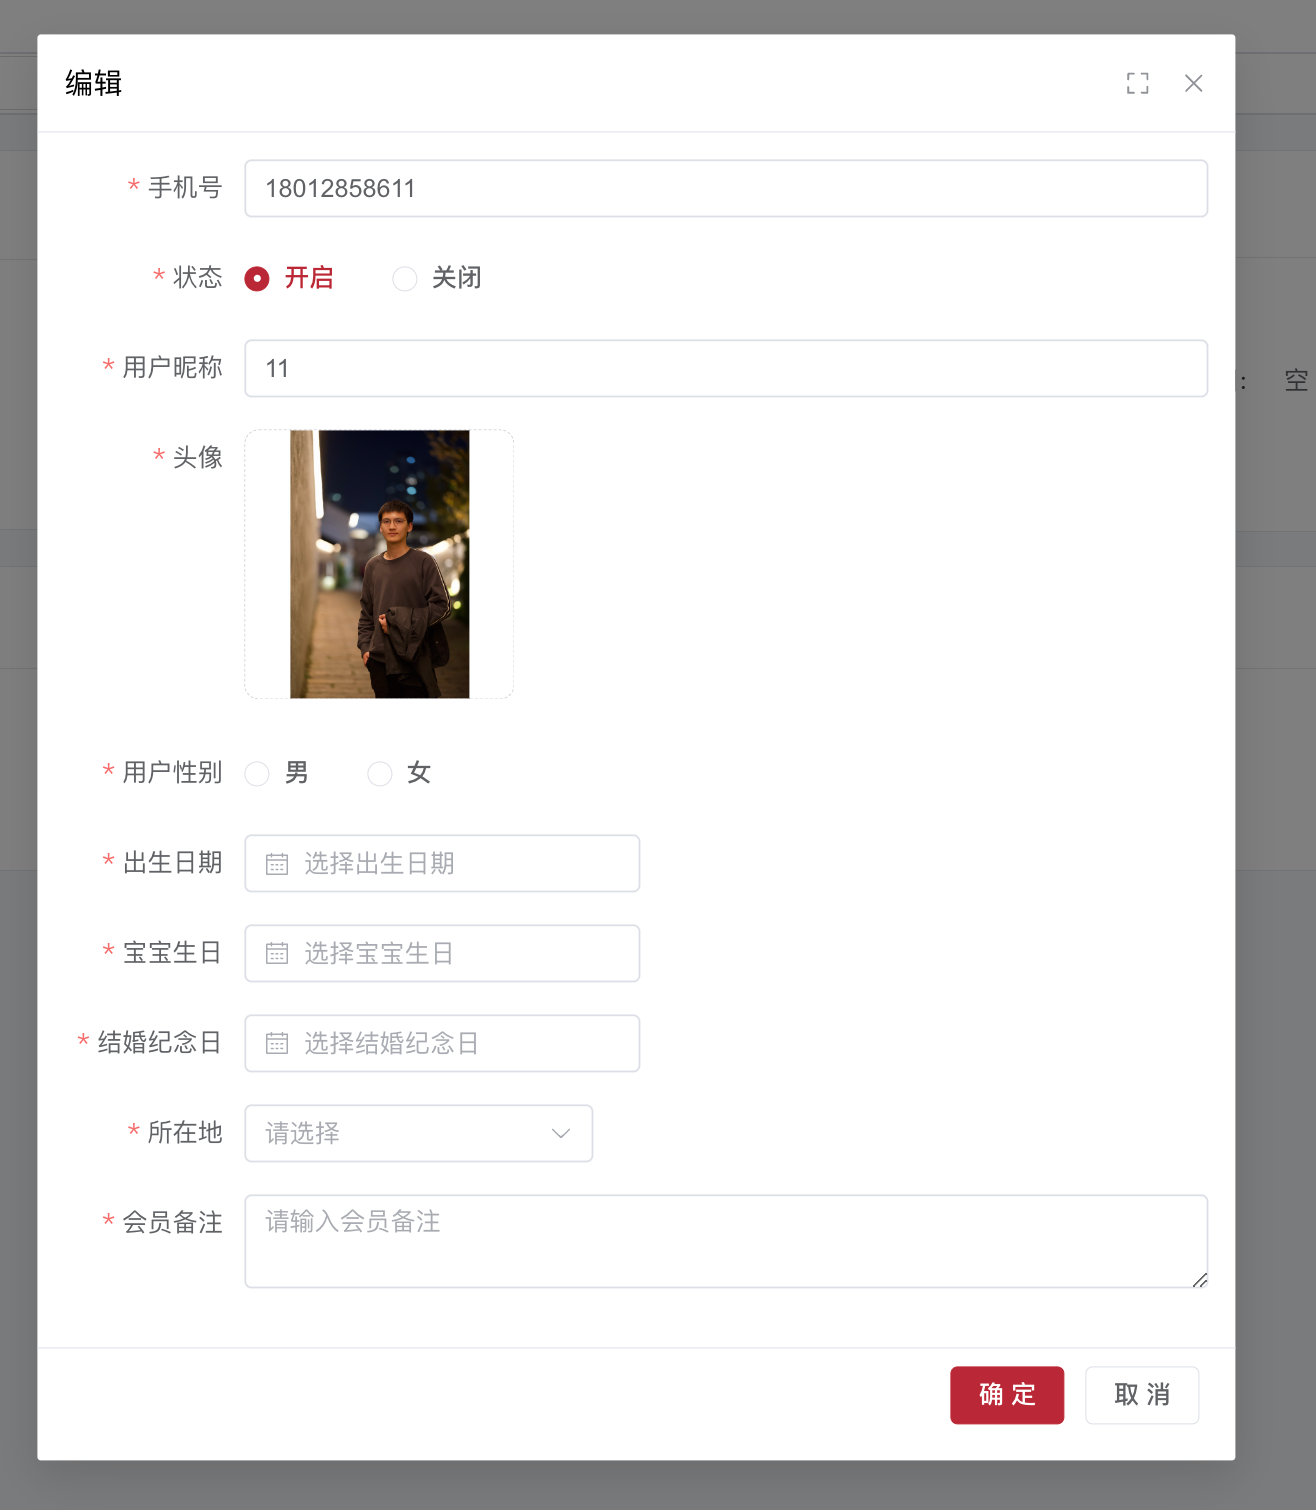 编辑
* 手机号 18012858611
* 状态 开启 关闭
* 用户昵称 11
: 空
* 头像
* 用户性别 男 女
* 出生日期 选择出生日期
* 宝宝生日 选择宝宝生日
* 结婚纪念日 选择结婚纪念日
* 所在地 请选择
* 会员备注 请输入会员备注
确定 取消